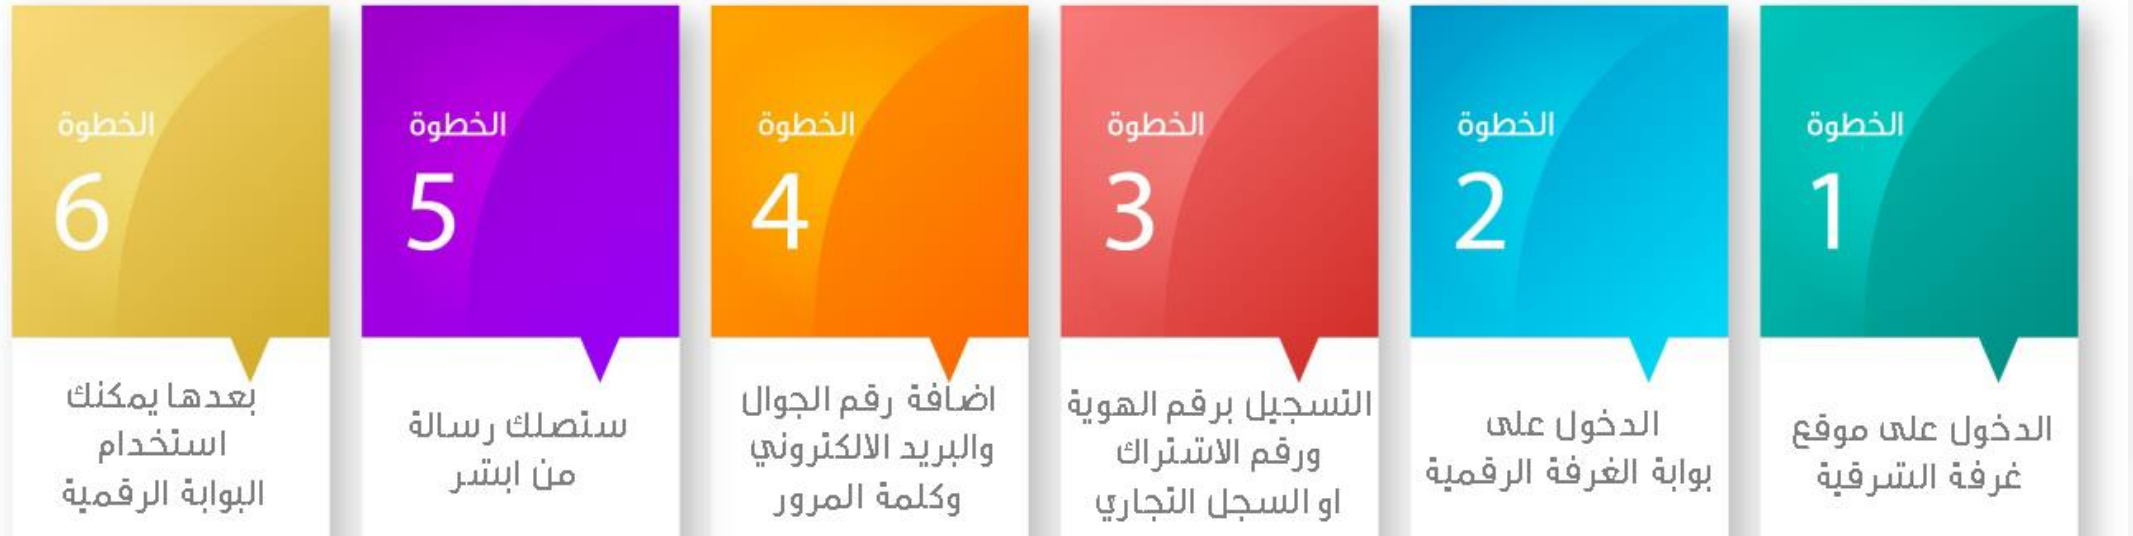 الخطوة
1
الدخول على موقع
غرفة الشرقية
الخطوة
2
الدخول على
بوابة الغرفة الرقمية
الخطوة
3
التسجيل برقم الهوية
ورقم الاشتراك
او السجل التجاري
الخطوة
4
اضافة رقم الجوال
والبريد الالكتروني
وكلمة المرور
الخطوة
5
ستصلك رسالة
من ابشر
الخطوة
6
بعدها يمكنك
استخدام
البوابة الرقمية